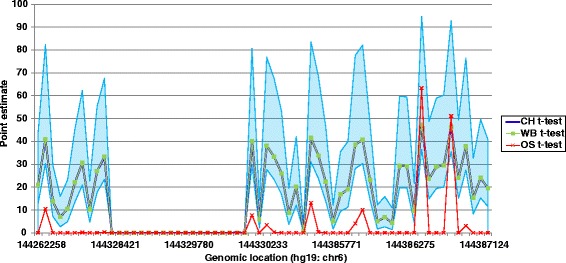 100
90
80
70
60
50
40
30
20
10
0
Point estimate
144262258 144328421 144329780 144330233 144385771 144386275 144387124
Genomic location (hg19: chr6)
CH t-test
WB t-test
OS t-test